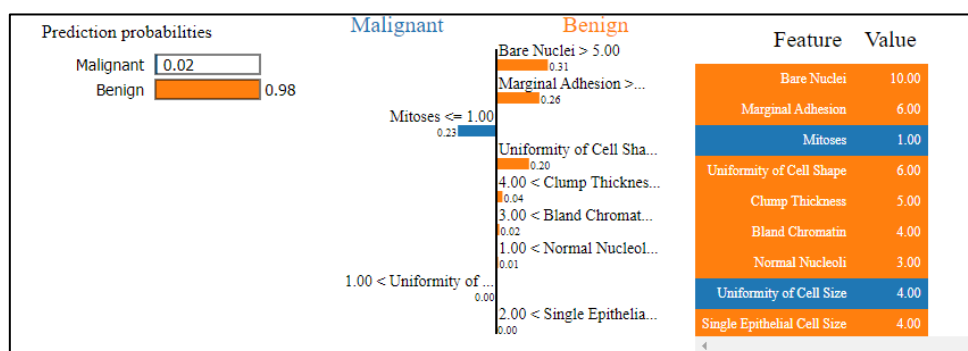 Prediction probabilities
Malignant 0.02
Benign 0.98
Malignant Benign
Bare Nuclei > 5.00
0.31
Marginal Adhesion >...
0.26
Mitoses <= 1.00
0.23
Uniformity of Cell Sha...
0.20
4.00 < Clump Thicknes...
0.04
3.00 < Bland Chromat...
0.02
1.00 < Normal Nucleol...
0.01
1.00 < Uniformity of ...
0.00
2.00 < Single Epithelia...
0.00
Feature Value
Bare Nuclei 10.00
Marginal Adhesion 6.00
Mitoses 1.00
Uniformity of Cell Shape 6.00
Clump Thickness 5.00
Bland Chromatin 4.00
Normal Nucleoli 3.00
Uniformity of Cell Size 4.00
Single Epithelial Cell Size 4.00